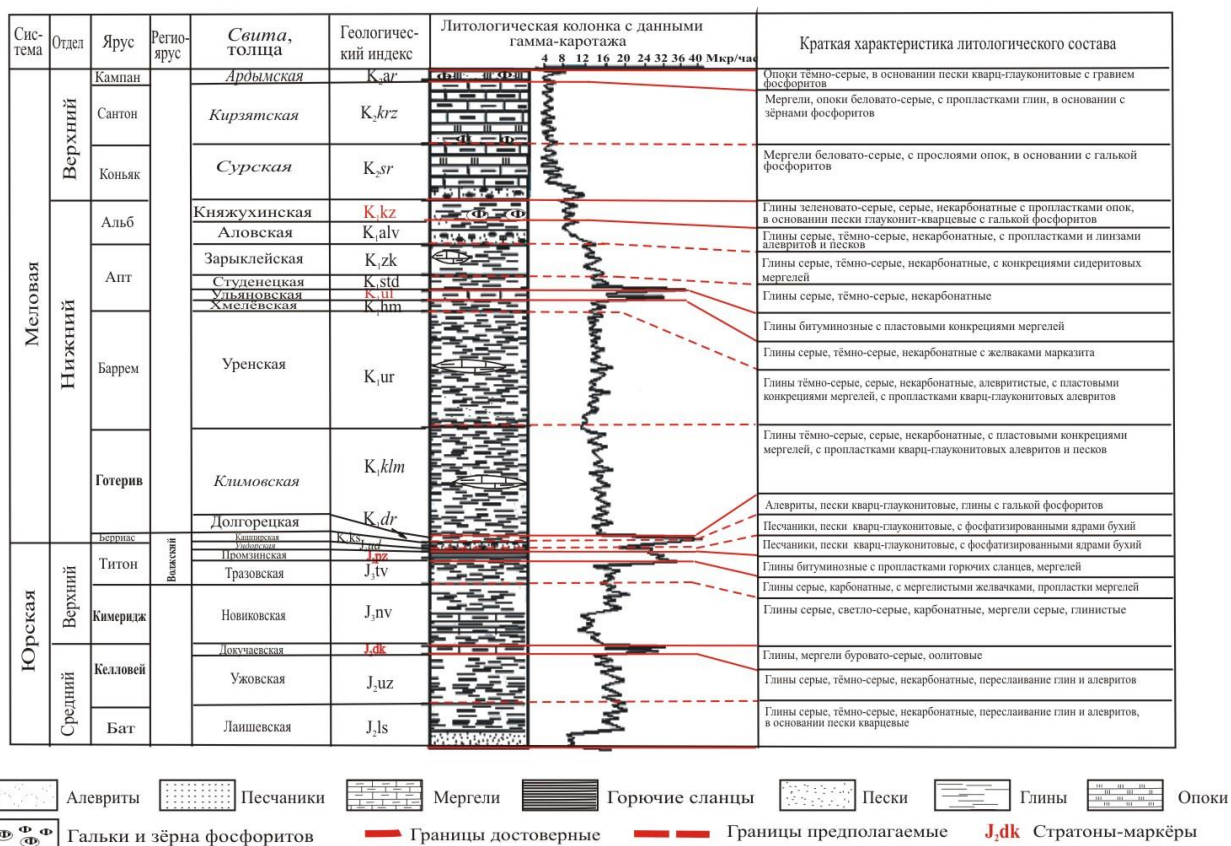 Сис-
тема
Отдел
Ярус
Регио-
ярус
Свита,
толща
Геологичес-
кий индекс
Литологическая колонка с данными
гамма-каротажа
4 8 12 16 20 24 32 36 40 Мкр/час
Краткая характеристика литологического состава
Меловая
Юрская
Верхний
Нижний
Верхний
Средний
Волжский
Кампан
Ардымская
K₂ar
Опоки тёмно-серые, в основании пески кварц-глауконитовые с гравием
фосфоритов
Сантон
Кирзятская
K₂krz
Мергели, опоки беловато-серые, с пропластками глин, в основании с
зёрнами фосфоритов
Коньяк
Сурская
K₂sr
Мергели беловато-серые, с прослоями опок, в основании с галькой
фосфоритов
Альб
Княжухинская
K₁kz
Глины зеленовато-серые, серые, некарбонатные с пропластками опок,
в основании пески глауконит-кварцевые с галькой фосфоритов
Аловская
K₁alv
Глины серые, тёмно-серые, некарбонатные, с пропластками и линзами
алевритов и песков
Апт
Зарыклейская
K₁zk
Глины серые, тёмно-серые, некарбонатные, с конкрециями сидеритовых
мергелей
Студенецкая
K₁std
Глины серые, тёмно-серые, некарбонатные
Ульяновская
K₁ul
Глины битуминозные с пластовыми конкрециями мергелей
Хмелёвская
K₁hm
Глины серые, тёмно-серые, некарбонатные с желваками марказита
Баррем
Уренская
K₁ur
Глины тёмно-серые, серые, некарбонатные, алевритистые, с пластовыми
конкрециями мергелей, с пропластками кварц-глауконитовых алевритов
Готерив
Климовская
K₁klm
Глины тёмно-серые, серые, некарбонатные, с пластовыми конкрециями
мергелей, с пропластками кварц-глауконитовых алевритов и песков
Долгорецкая
K₁dr
Алевриты, пески кварц-глауконитовые, глины с галькой фосфоритов
Берриас
Кашпирская
Песчаники, пески кварц-глауконитовые, с фосфатизированными ядрами бухий
Титон
Ундорская
Песчаники, пески кварц-глауконитовые, с фосфатизированными ядрами бухий
Промзинская
J₃pz
Глины битуминозные с пропластками горючих сланцев, мергелей
Тразовская
J₃tv
Глины серые, карбонатные, с мергелистыми желвачками, пропластки мергелей
Кимеридж
Новиковская
J₃nv
Глины серые, светло-серые, карбонатные, мергели серые, глинистые
Келловей
Докучаевская
J₂dk
Глины, мергели буровато-серые, оолитовые
Ужовская
J₂uz
Глины серые, тёмно-серые, некарбонатные, переслаивание глин и алевритов
Бат
Лаишевская
J₂ls
Глины серые, тёмно-серые, некарбонатные, переслаивание глин и алевритов,
в основании пески кварцевые
Алевриты
Песчаники
Мергели
Горючие сланцы
Пески
Глины
Опоки
Гальки и зёрна фосфоритов
Границы достоверные
Границы предполагаемые
J₂dk Стратоны-маркёры